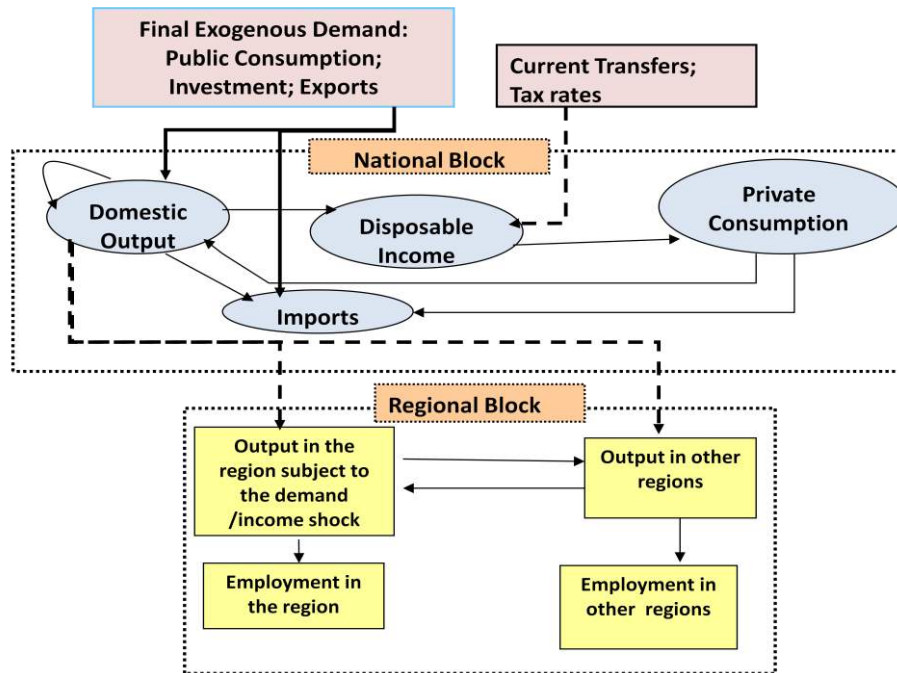 Final Exogenous Demand:
Public Consumption;
Investment; Exports
Current Transfers;
Tax rates
National Block
Domestic
Output
Disposable
Income
Private
Consumption
Imports
Regional Block
Output in the
region subject to
the demand
/income shock
Output in other
regions
Employment in
the region
Employment in
other regions